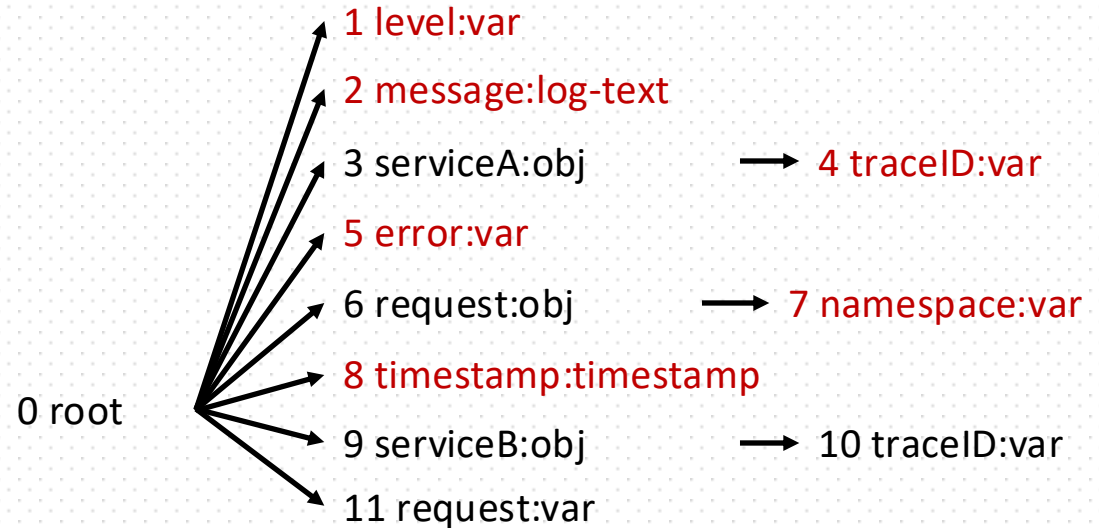 1 level:var
2 message:log-text
3 serviceA:obj 4 traceID:var
5 error:var
6 request:obj 7 namespace:var
8 timestamp:timestamp
0 root
9 serviceB:obj 10 traceID:var
11 request:var